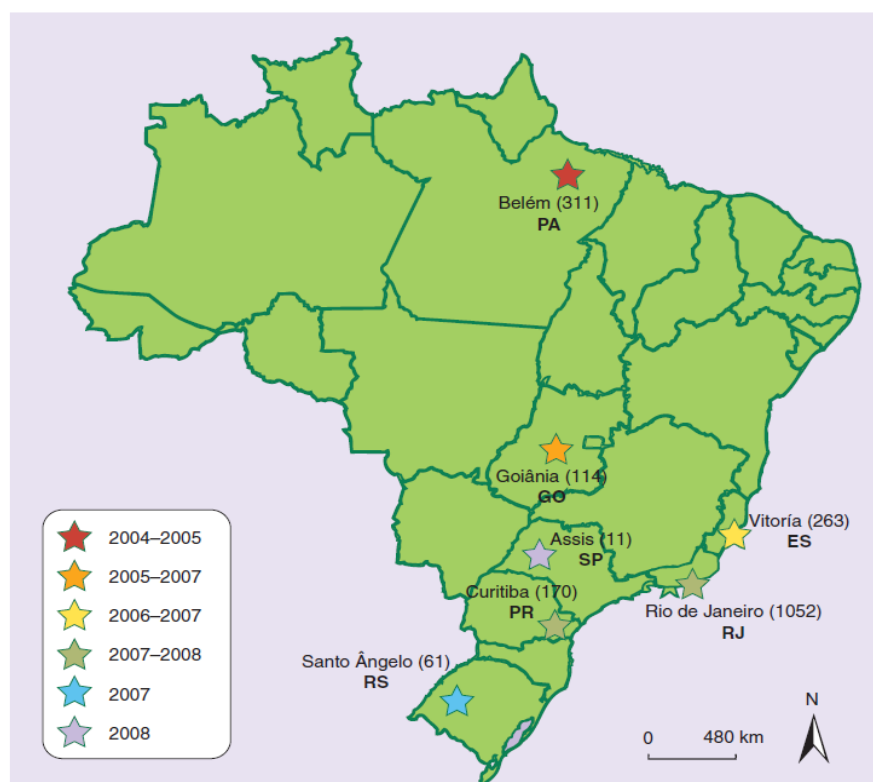 Belém (311)
PA
Goiânia (114)
GO
Vitoría (263)
ES
Assis (11)
SP
Curitiba (170)
PR
Rio de Janeiro (1052)
RJ
Santo Ângelo (61)
RS
2004–2005
2005–2007
2006–2007
2007–2008
2007
2008
N
0 480 km